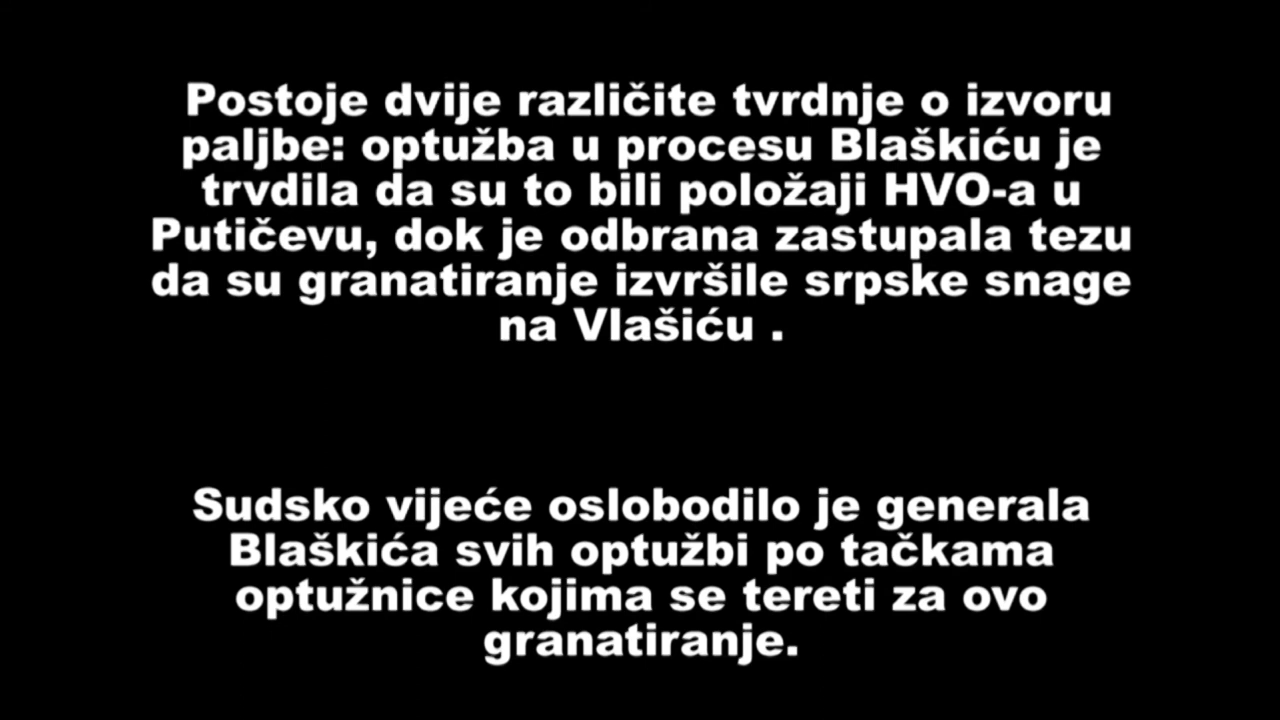 Postoje dvije različite tvrdnje o izvoru
paljbe: optužba u procesu Blaškiću je
trvdila da su to bili položaji HVO-a u
Putičevu, dok je odbrana zastupala tezu
da su granatiranje izvršile srpske snage
na Vlašiću .
Sudsko vijeće oslobodilo je generala
Blaškića svih optužbi po tačkama
optužnice kojima se tereti za ovo
granatiranje.